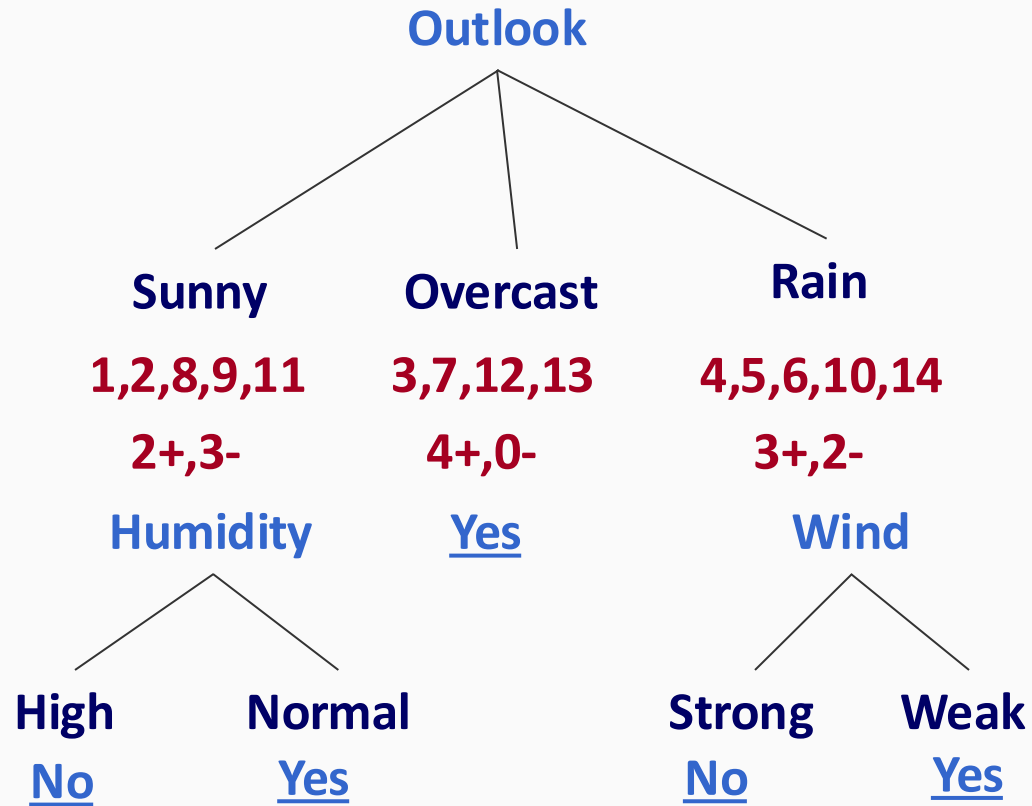 Outlook
Sunny Overcast Rain
1,2,8,9,11 3,7,12,13 4,5,6,10,14
2+,3- 4+,0- 3+,2-
Humidity Yes Wind
High Normal Strong Weak
No Yes No Yes